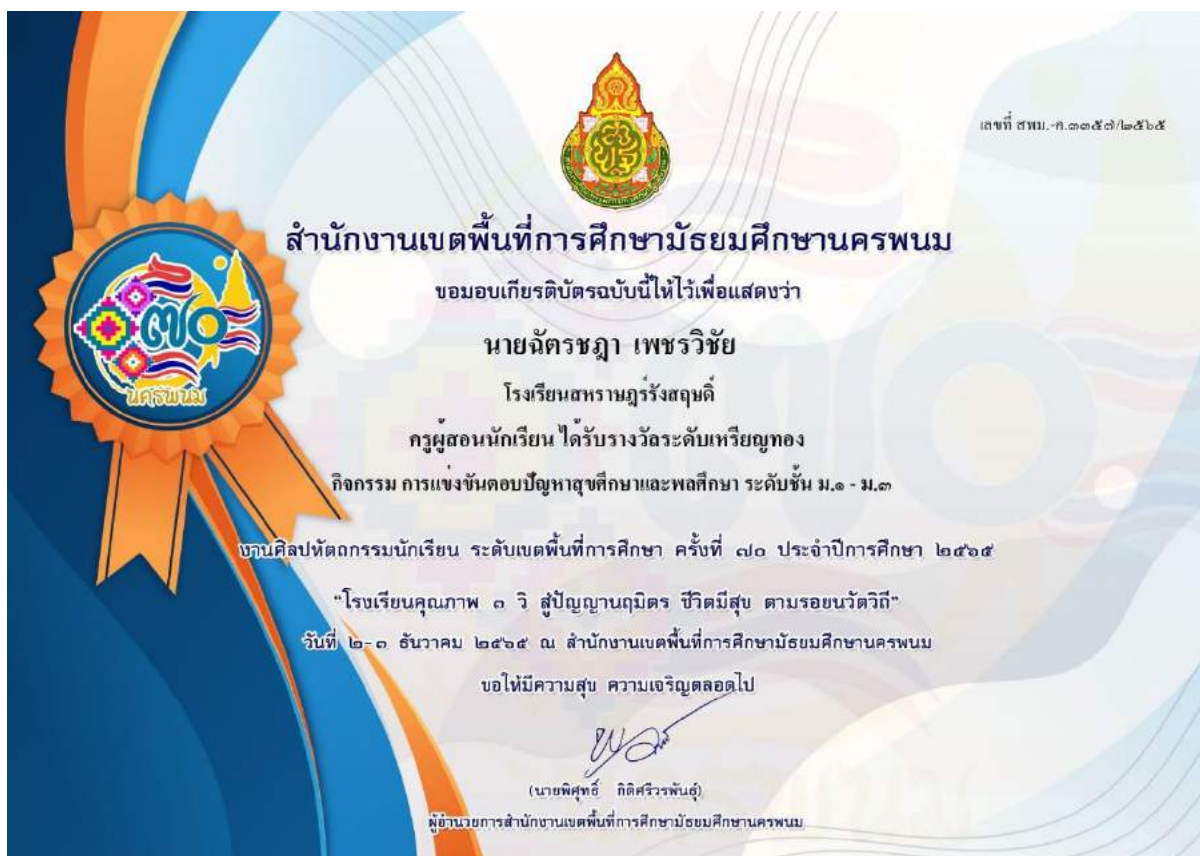 เลขที่ สพม.-ค.๓๓๕๗/๒๕๖๕
สำนักงานเขตพื้นที่การศึกษามัธยมศึกษานครพนม
ขอมอบเกียรติบัตรฉบับนี้ให้ไว้เพื่อแสดงว่า
นายฉัตรชฎา เพชรวิชัย
โรงเรียนสหราษฎร์รังสฤษดิ์
ครูผู้สอนนักเรียน ได้รับรางวัลระดับเหรียญทอง
กิจกรรม การแข่งขันตอบปัญหาสุขศึกษาและพลศึกษา ระดับชั้น ม.๑ - ม.๓
๗๐
นครพนม
งานศิลปหัตถกรรมนักเรียน ระดับเขตพื้นที่การศึกษา ครั้งที่ ๗๐ ประจำปีการศึกษา ๒๕๖๕
“โรงเรียนคุณภาพ ๓ วิ สู่ปัญญานฤมิตร ชีวิตมีสุข ตามรอยนวัตวิถี”
วันที่ ๒-๓ ธันวาคม ๒๕๖๕ ณ สำนักงานเขตพื้นที่การศึกษามัธยมศึกษานครพนม
ขอให้มีความสุข ความเจริญตลอดไป
(นายพิศุทธิ์ กิติศรีวรพันธุ์)
ผู้อำนวยการสำนักงานเขตพื้นที่การศึกษามัธยมศึกษานครพนม